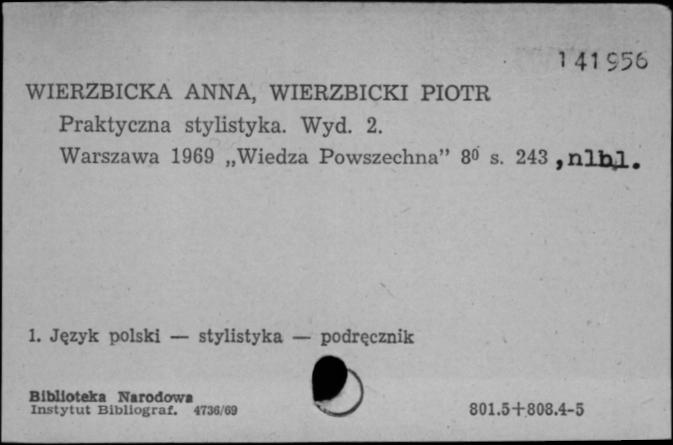 141956
WIERZBICKA ANNA, WIERZBICKI PIOTR
Praktyczna stylistyka. Wyd. 2.
Warszawa 1969 „Wiedza Powszechna” 8⁰ s. 243 , nlbl.
1. Język polski — stylistyka — podręcznik
Biblioteka Narodowa
Instytut Bibliograf. 4736/69
801.5+808.4-5